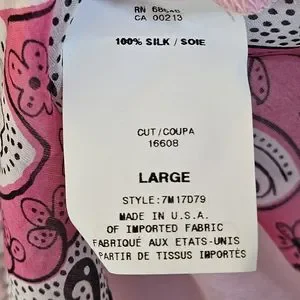 CA 00213
100% SILK / SOIE
CUT/COUPA
16608
LARGE
STYLE:7M17D79
MADE IN U.S.A.
OF IMPORTED FABRIC
FABRIQUÉ AUX ETATS-UNIS
PARTIR DE TISSUS IMPORTÉS